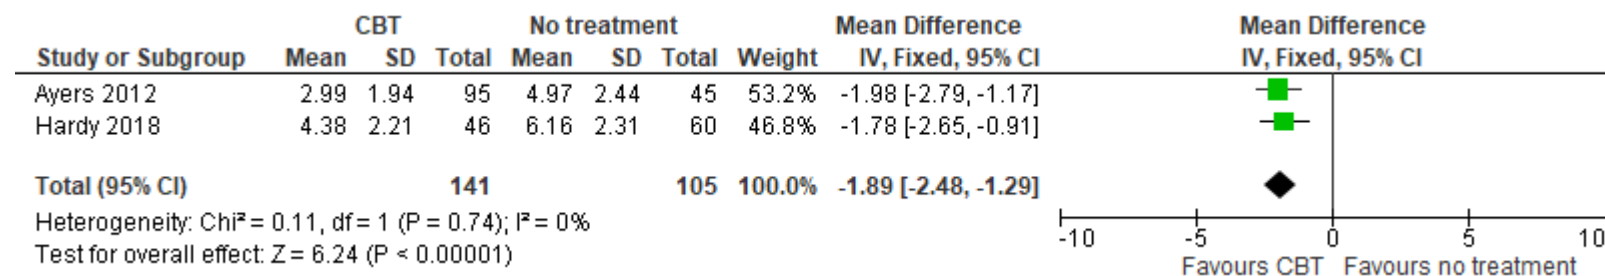 CBT No treatment Mean Difference Mean Difference
Study or Subgroup Mean SD Total Mean SD Total Weight IV, Fixed, 95% CI IV, Fixed, 95% CI
Ayers 2012 2.99 1.94 95 4.97 2.44 45 53.2% -1.98 [-2.79, -1.17]
Hardy 2018 4.38 2.21 46 6.16 2.31 60 46.8% -1.78 [-2.65, -0.91]
Total (95% CI) 141 105 100.0% -1.89 [-2.48, -1.29]
Heterogeneity: Chi² = 0.11, df = 1 (P = 0.74); I² = 0%
Test for overall effect: Z = 6.24 (P < 0.00001)
-10 -5 0 5 10
Favours CBT Favours no treatment